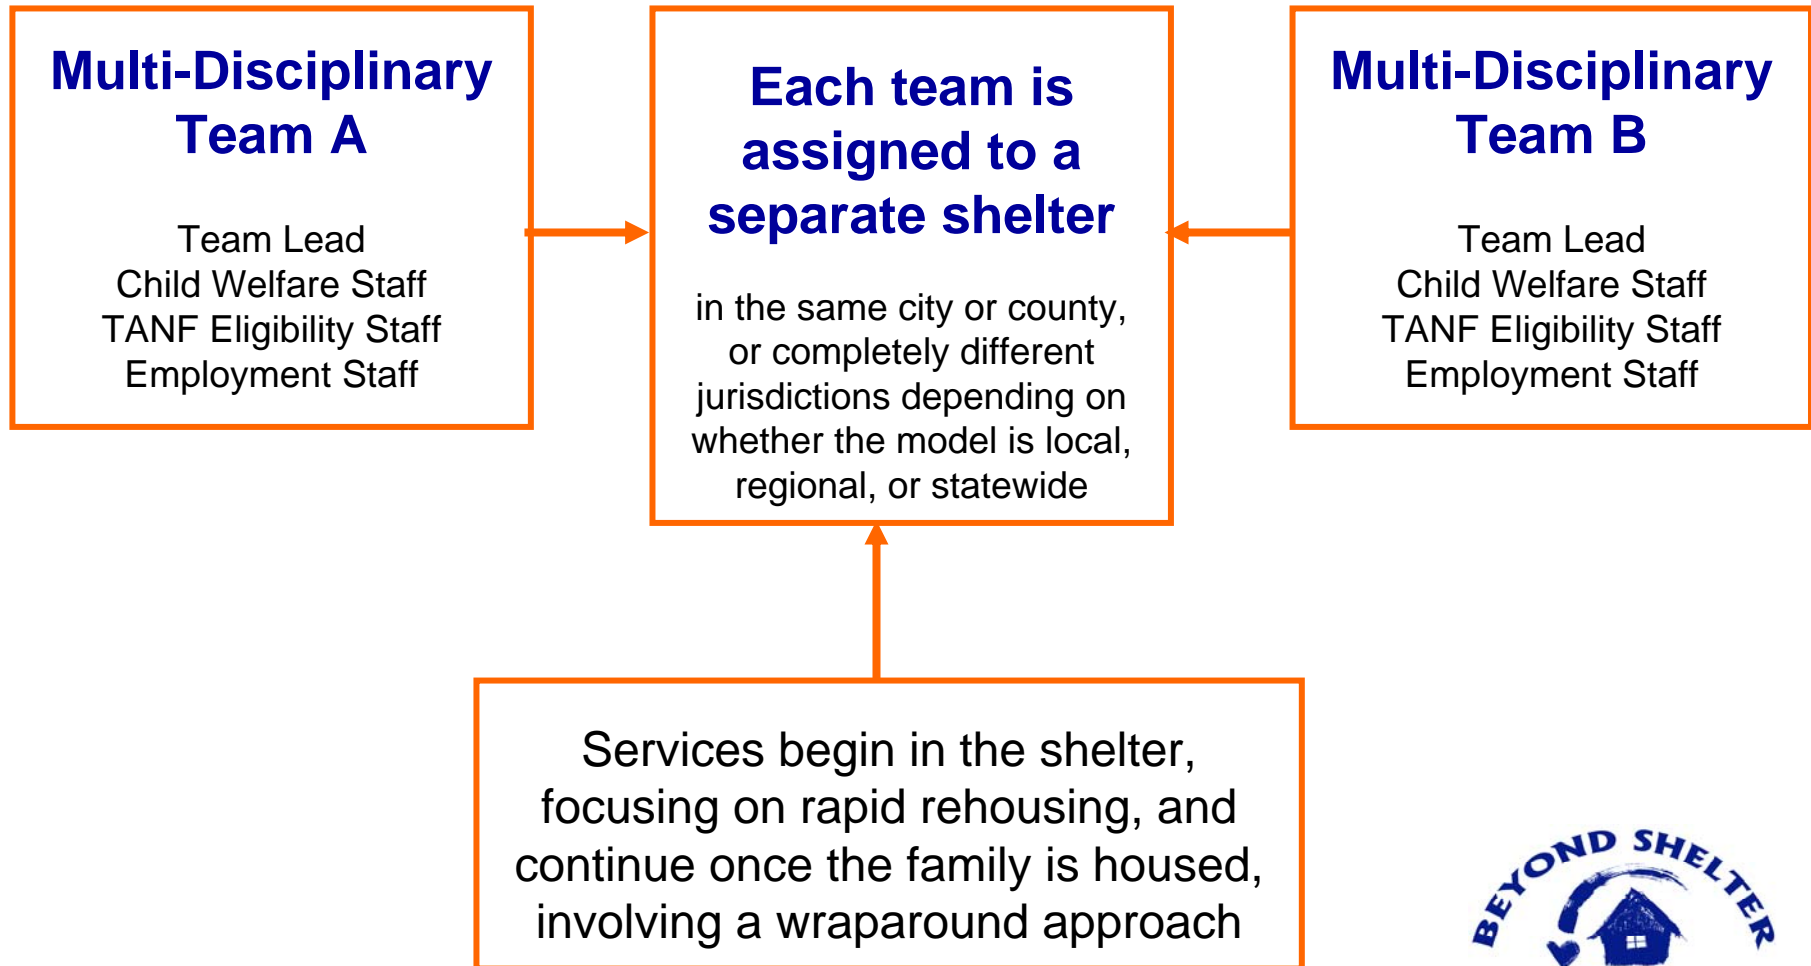 Multi-Disciplinary
Team A
Team Lead
Child Welfare Staff
TANF Eligibility Staff
Employment Staff
Each team is
assigned to a
separate shelter
in the same city or county,
or completely different
jurisdictions depending on
whether the model is local,
regional, or statewide
Multi-Disciplinary
Team B
Team Lead
Child Welfare Staff
TANF Eligibility Staff
Employment Staff
Services begin in the shelter,
focusing on rapid rehousing, and
continue once the family is housed,
involving a wraparound approach
BEYOND SHELTER